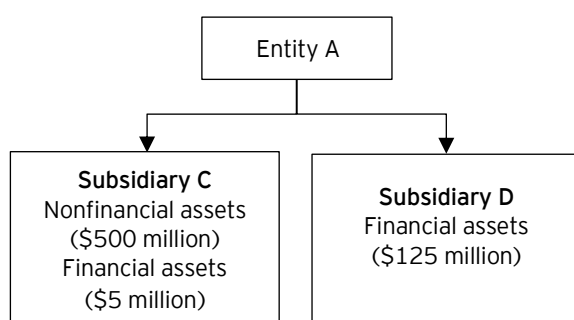 Entity A
Subsidiary C
Nonfinancial assets
($500 million)
Financial assets
($5 million)
Subsidiary D
Financial assets
($125 million)